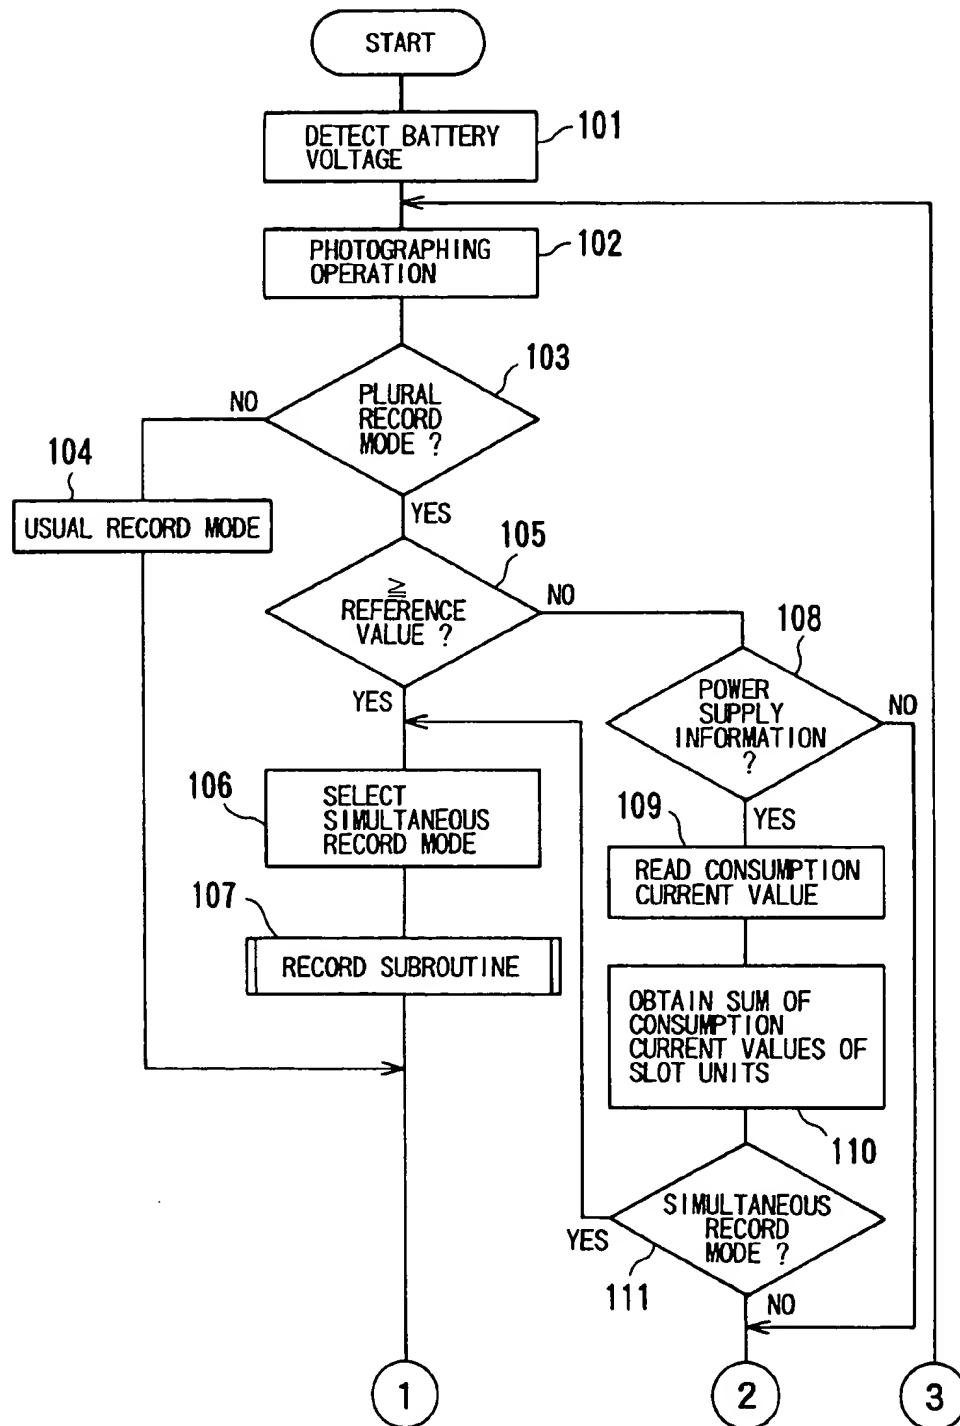 START
DETECT BATTERY
VOLTAGE
101
PHOTOGRAPHING
OPERATION
102
103
NO
PLURAL
RECORD
MODE ?
104
YES
USUAL RECORD MODE
105
≧
REFERENCE
VALUE ?
NO
108
YES
POWER
SUPPLY
INFORMATION
?
NO
106
SELECT
SIMULTANEOUS
RECORD MODE
109
YES
READ CONSUMPTION
CURRENT VALUE
107
RECORD SUBROUTINE
OBTAIN SUM OF
CONSUMPTION
CURRENT VALUES OF
SLOT UNITS
110
SIMULTANEOUS
RECORD
MODE ?
YES
111
NO
1
2
3